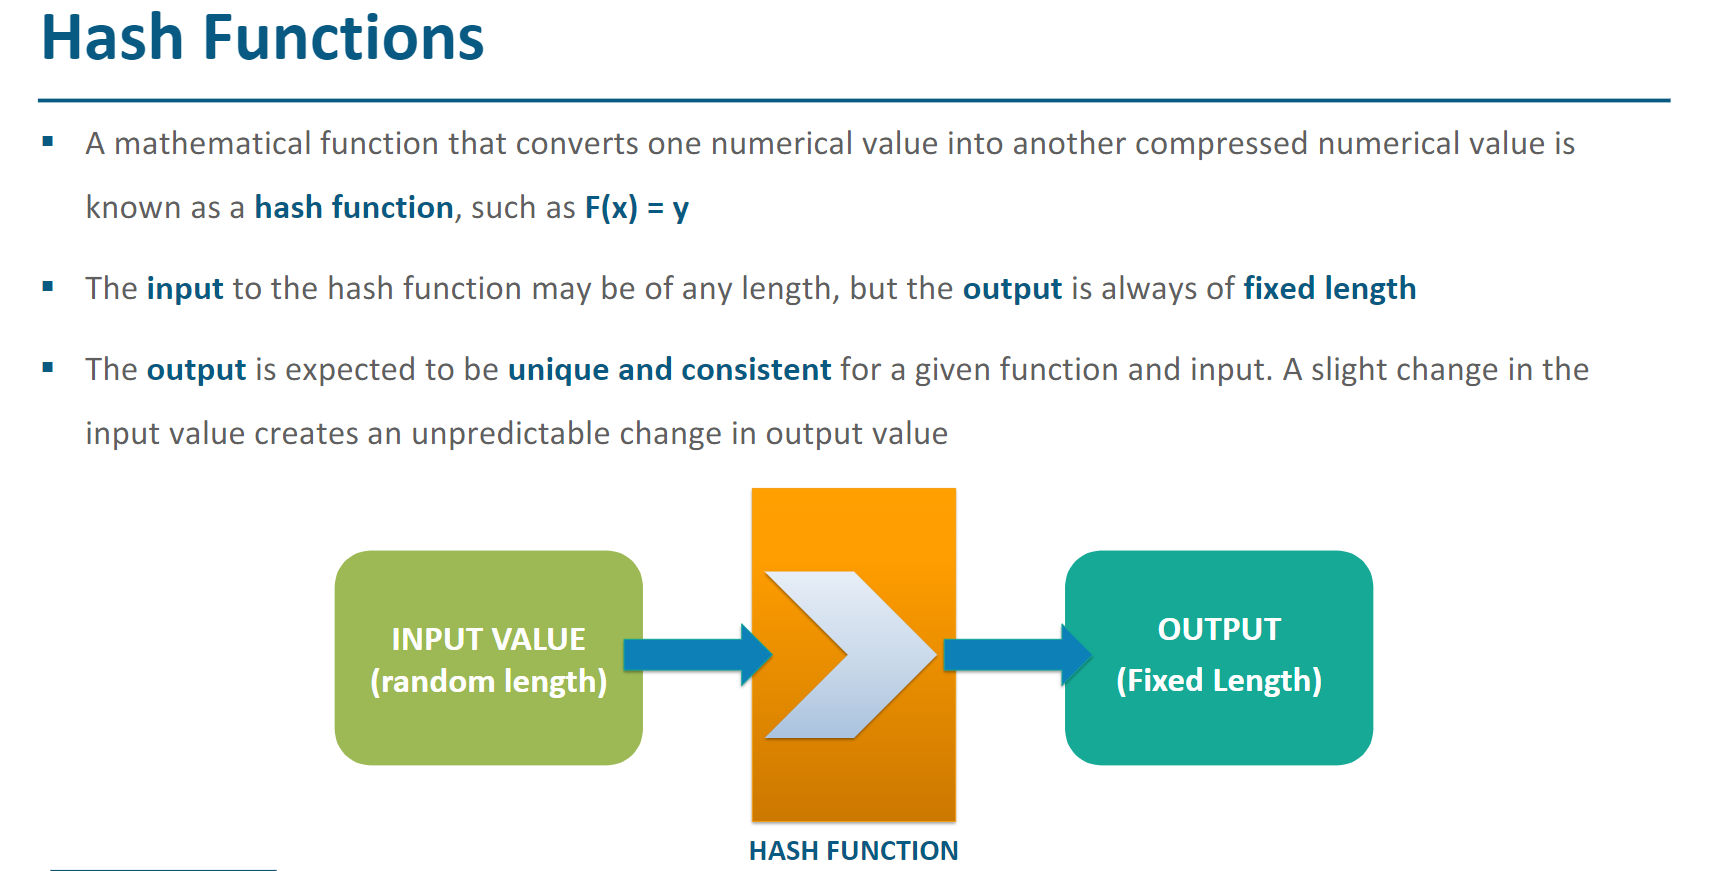 Hash Functions
▪ A mathematical function that converts one numerical value into another compressed numerical value is
known as a hash function, such as F(x) = y
▪ The input to the hash function may be of any length, but the output is always of fixed length
▪ The output is expected to be unique and consistent for a given function and input. A slight change in the
input value creates an unpredictable change in output value
INPUT VALUE
(random length)
OUTPUT
(Fixed Length)
HASH FUNCTION